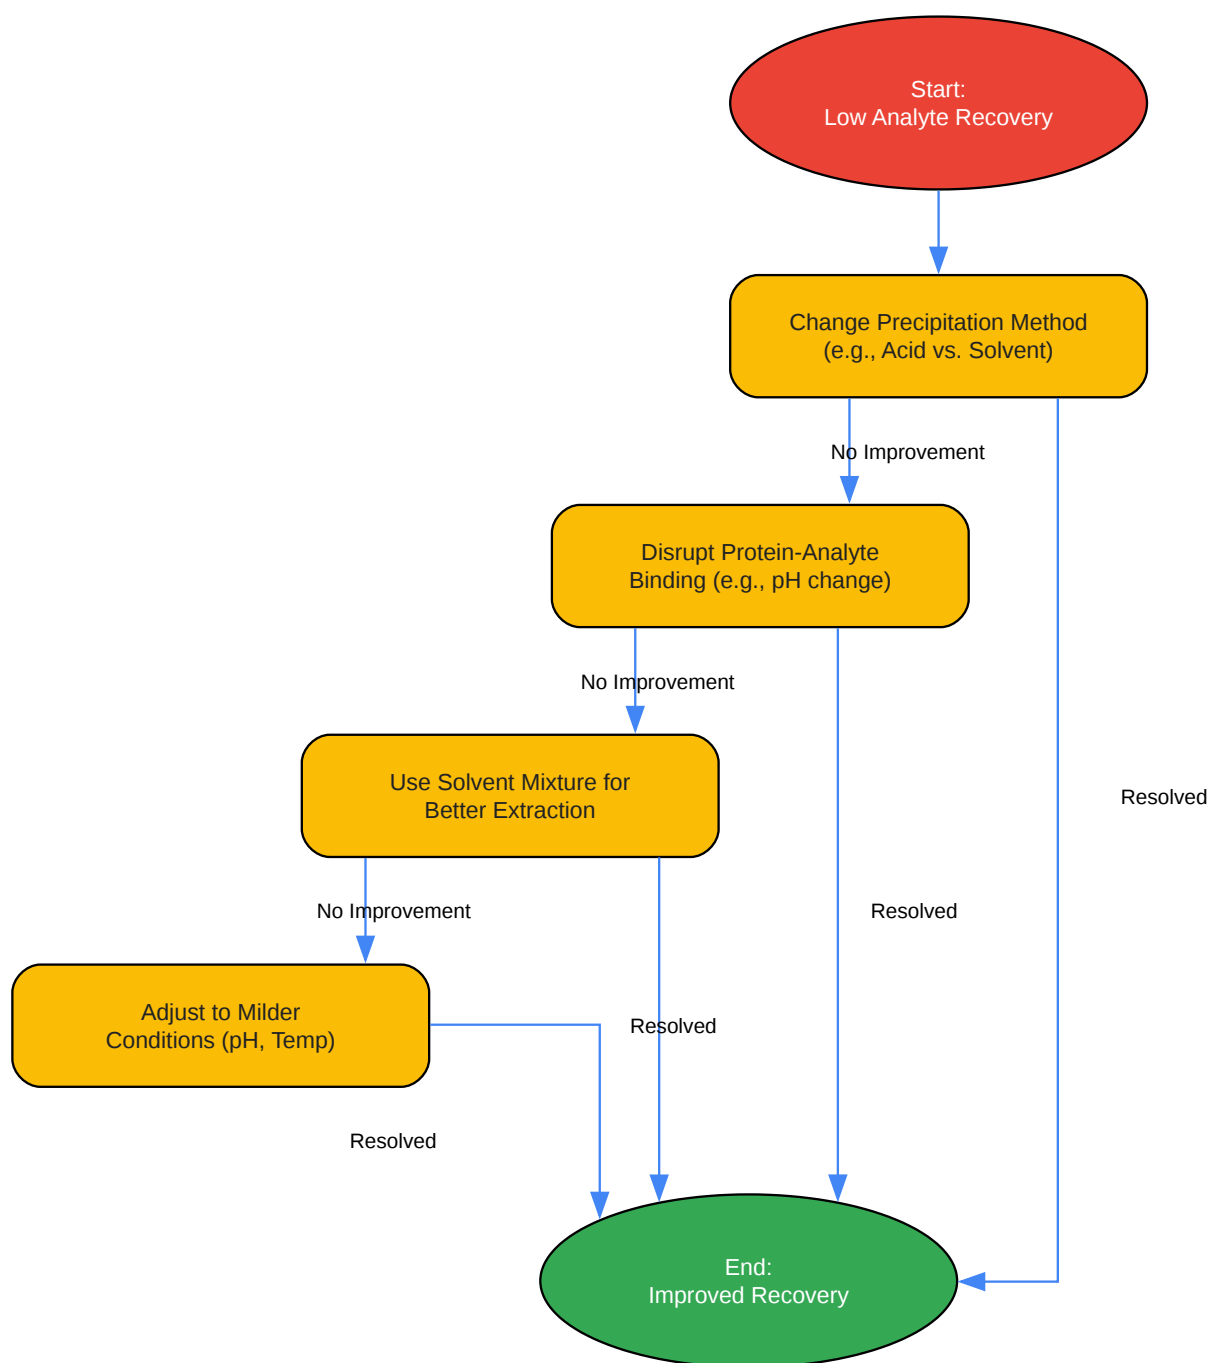 Start:
Low Analyte Recovery
Change Precipitation Method
(e.g., Acid vs. Solvent)
No Improvement
Disrupt Protein-Analyte
Binding (e.g., pH change)
No Improvement
Use Solvent Mixture for
Better Extraction
Resolved
No Improvement
Resolved
Adjust to Milder
Conditions (pH, Temp)
Resolved
Resolved
End:
Improved Recovery